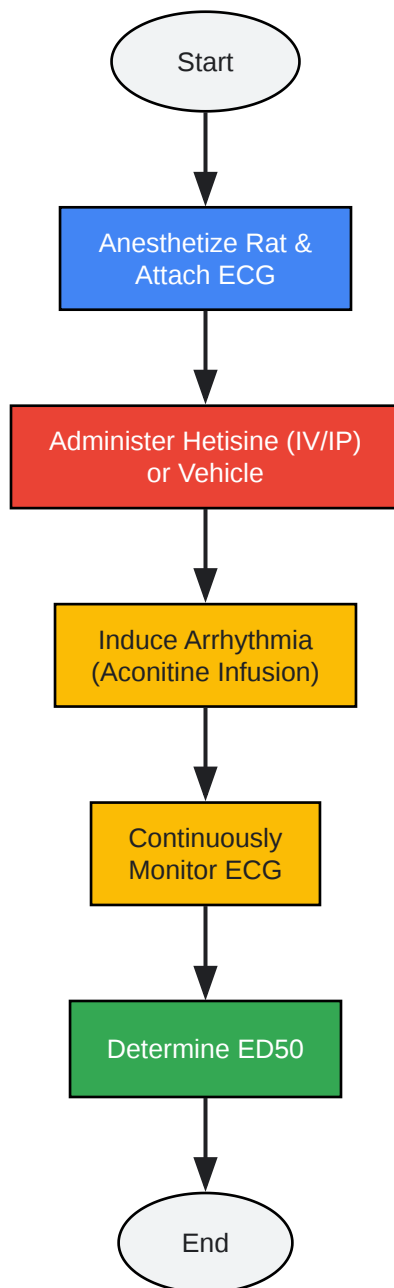 Start
Anesthetize Rat &
Attach ECG
Administer Hetisine (IV/IP)
or Vehicle
Induce Arrhythmia
(Aconitine Infusion)
Continuously
Monitor ECG
Determine ED50
End